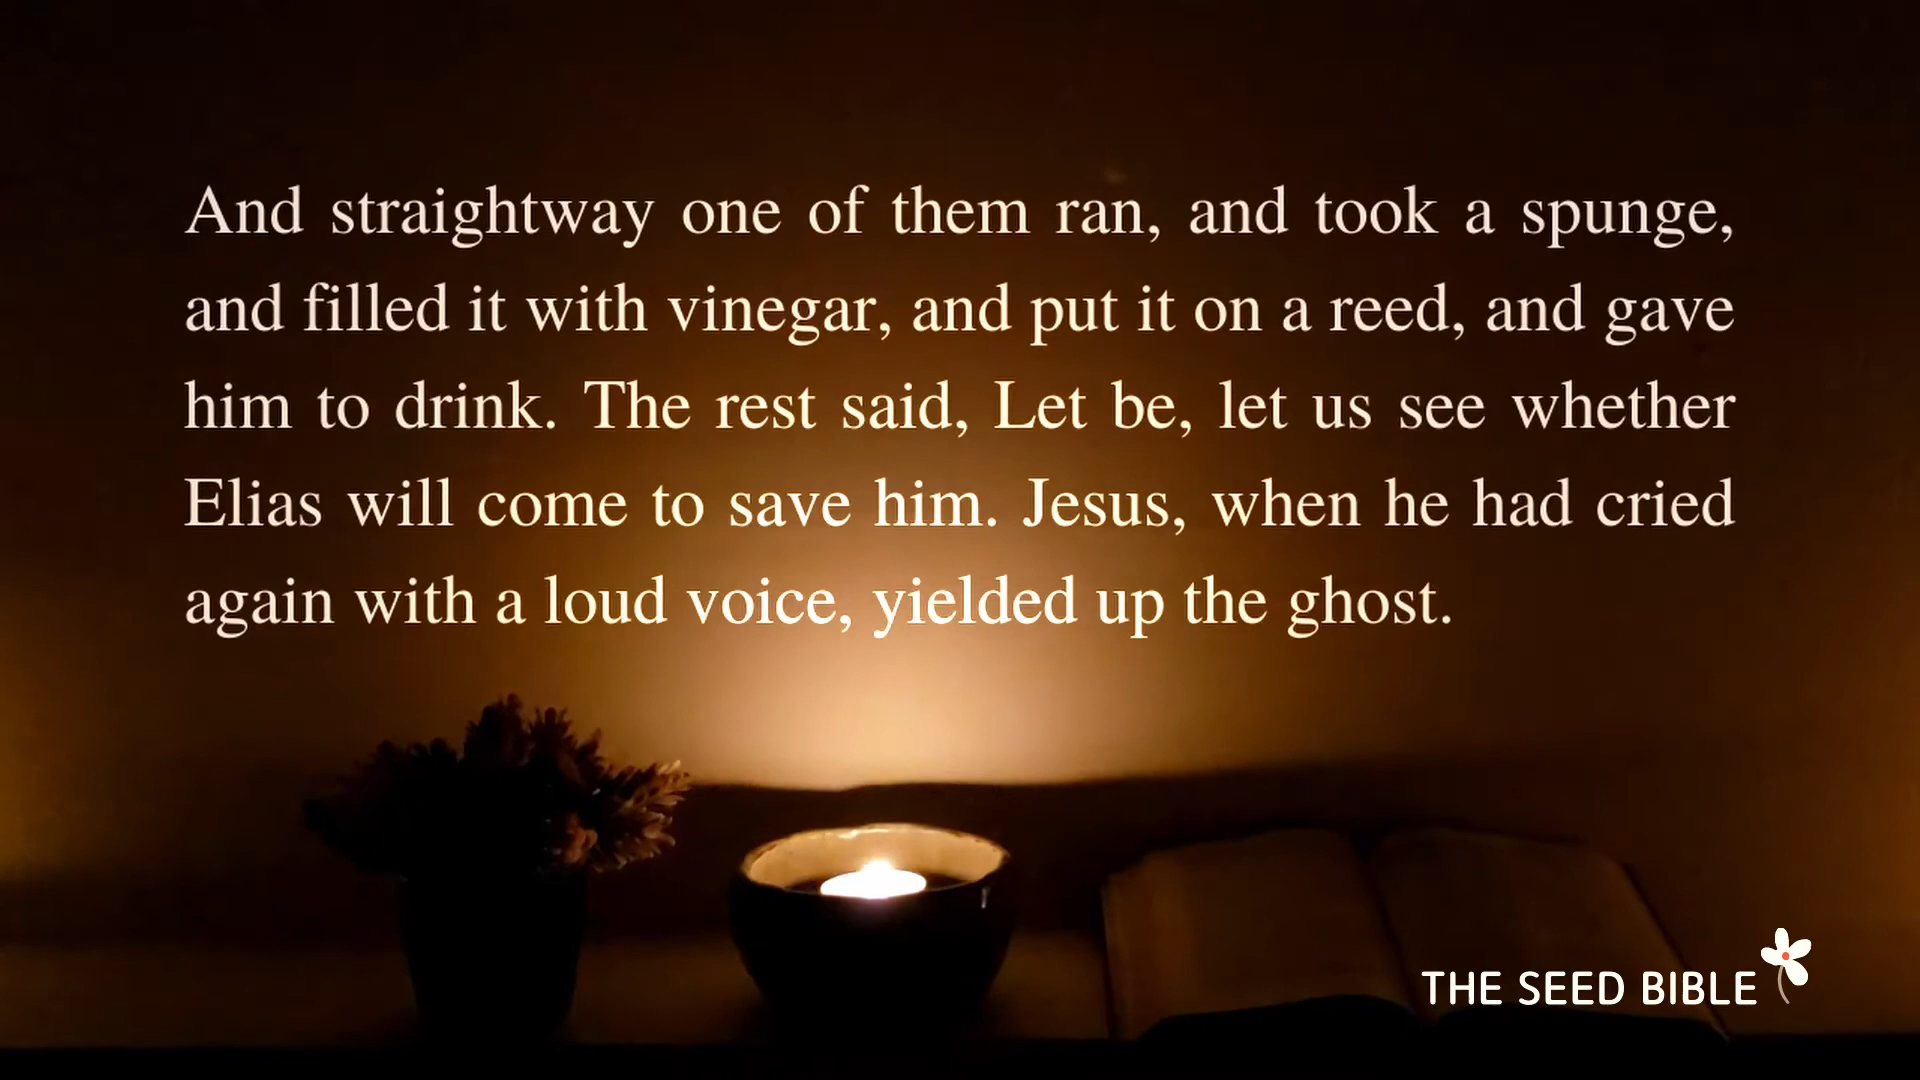 And straightway one of them ran, and took a spunge,
and filled it with vinegar, and put it on a reed, and gave
him to drink. The rest said, Let be, let us see whether
Elias will come to save him. Jesus, when he had cried
again with a loud voice, yielded up the ghost.
THE SEED BIBLE